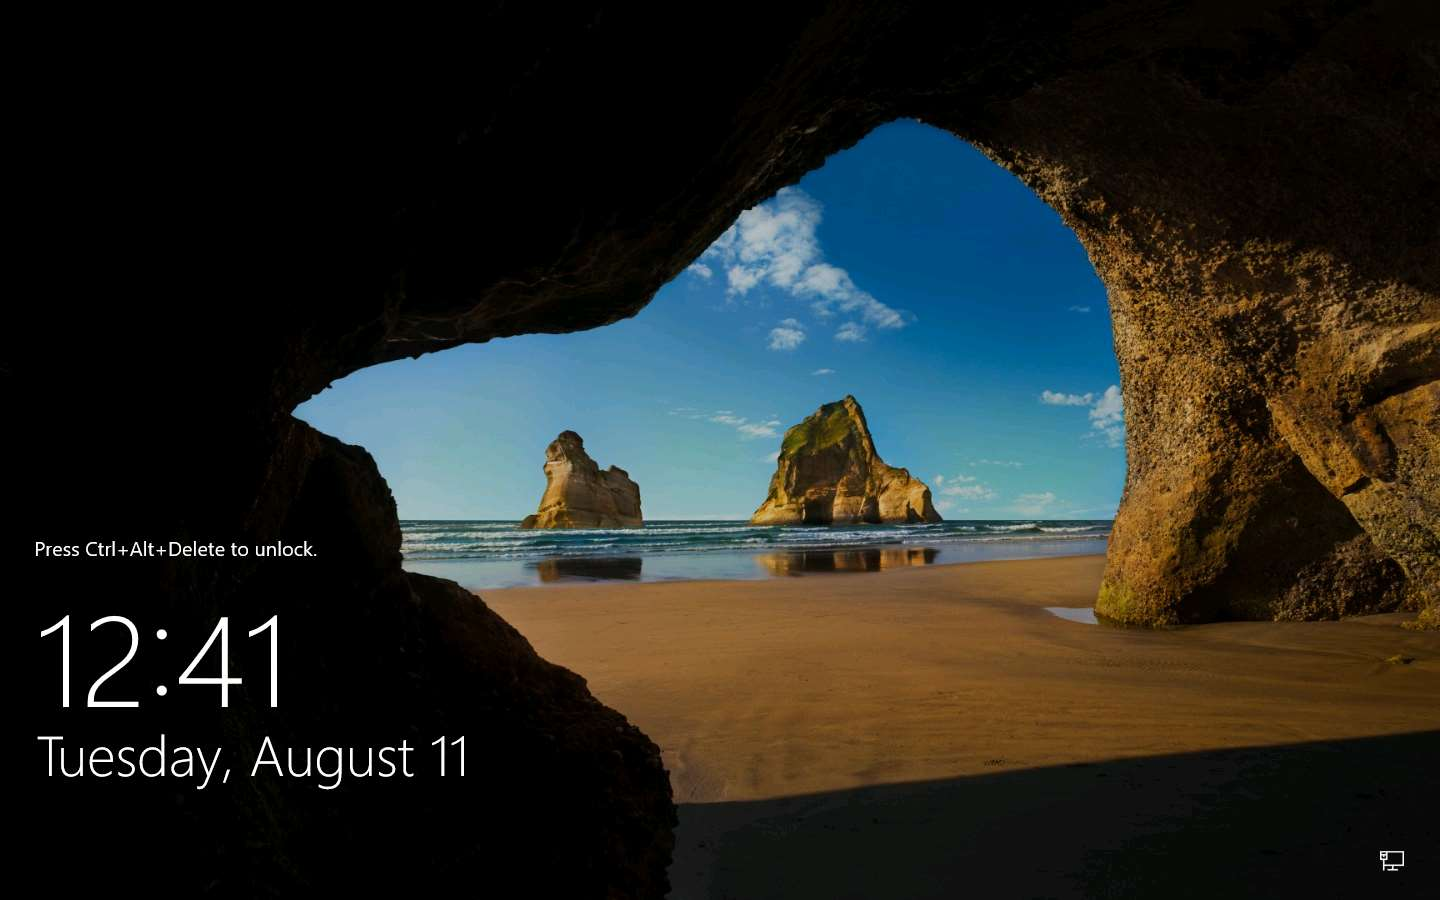 Press Ctrl+Alt+Delete to unlock.
12:41
Tuesday, August 11